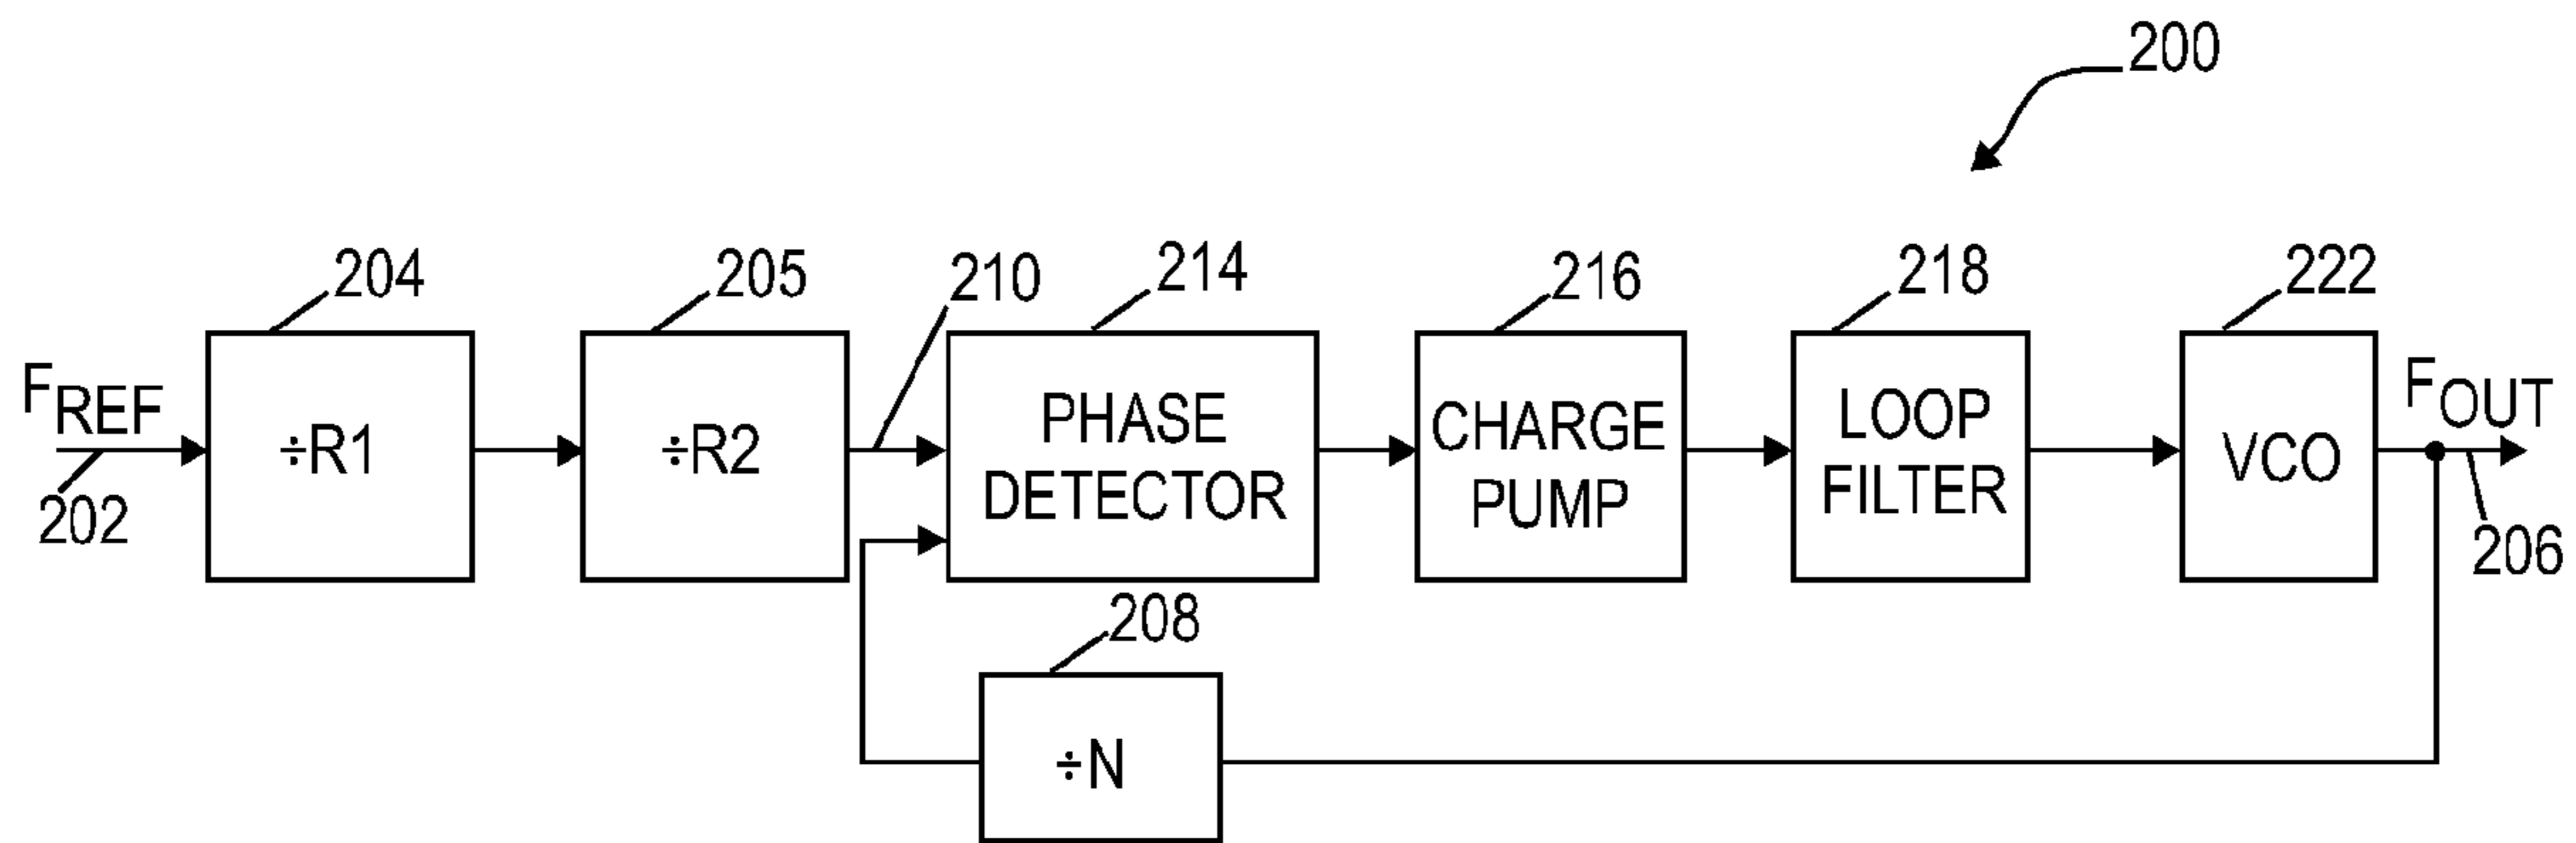 200
204
205
210
214
216
218
222
FREF
202
÷R1
÷R2
PHASE
DETECTOR
CHARGE
PUMP
LOOP
FILTER
VCO
FOUT
206
208
÷N